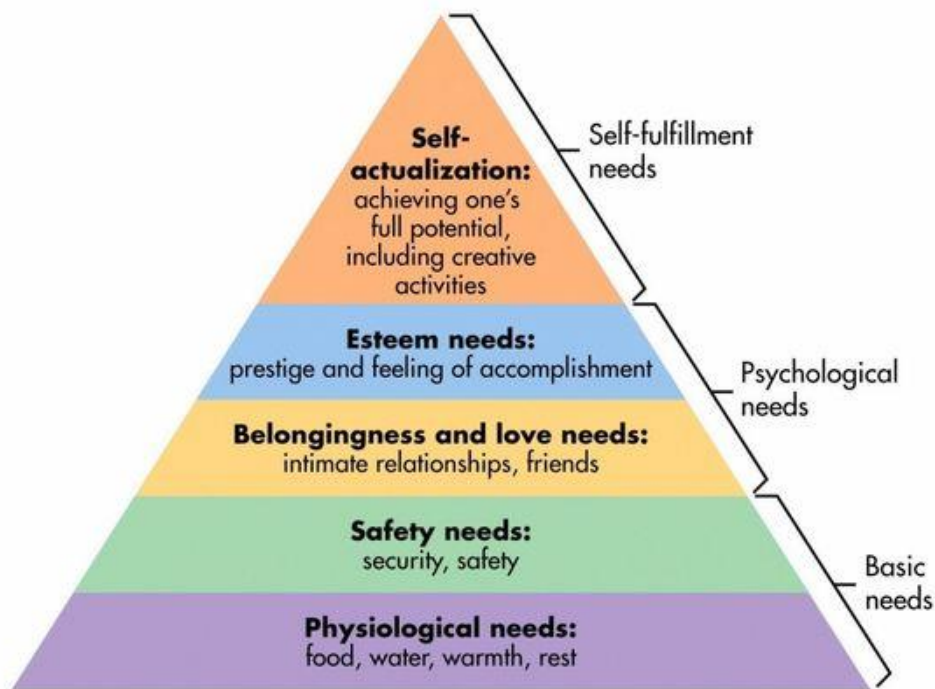 Self-
actualization:
achieving one's
full potential,
including creative
activities
Self-fulfillment
needs
Esteem needs:
prestige and feeling of accomplishment
Psychological
needs
Belongingness and love needs:
intimate relationships, friends
Safety needs:
security, safety
Basic
needs
Physiological needs:
food, water, warmth, rest